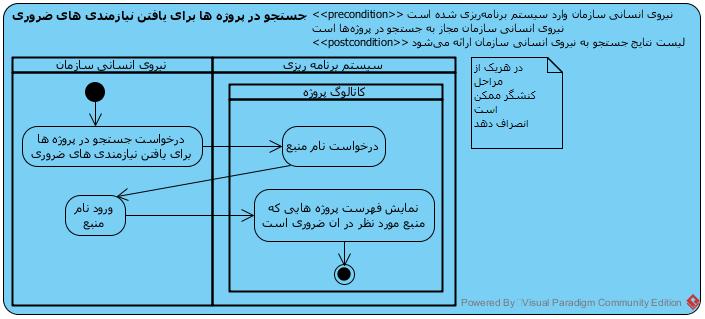 جستجو در پروژه ها برای یافتن نیازمندی های ضروری
<<precondition>> نیروی انسانی سازمان وارد سیستم برنامه‌ریزی شده است
نیروی انسانی سازمان مجاز به جستجو در پروژه‌ها است
<<postcondition>> لیست نتایج جستجو به نیروی انسانی سازمان ارائه می‌شود
نیروی انسانی سازمان
سیستم برنامه ریزی
کاتالوگ پروژه
در هریک از
مراحل
کنشگر ممکن
است
انصراف دهد
درخواست جستجو در پروژه ها
برای یافتن نیازمندی های ضروری
درخواست نام منبع
ورود نام
منبع
نمایش فهرست پروژه هایی که
منبع مورد نظر در ان ضروری است
Powered By Visual Paradigm Community Edition